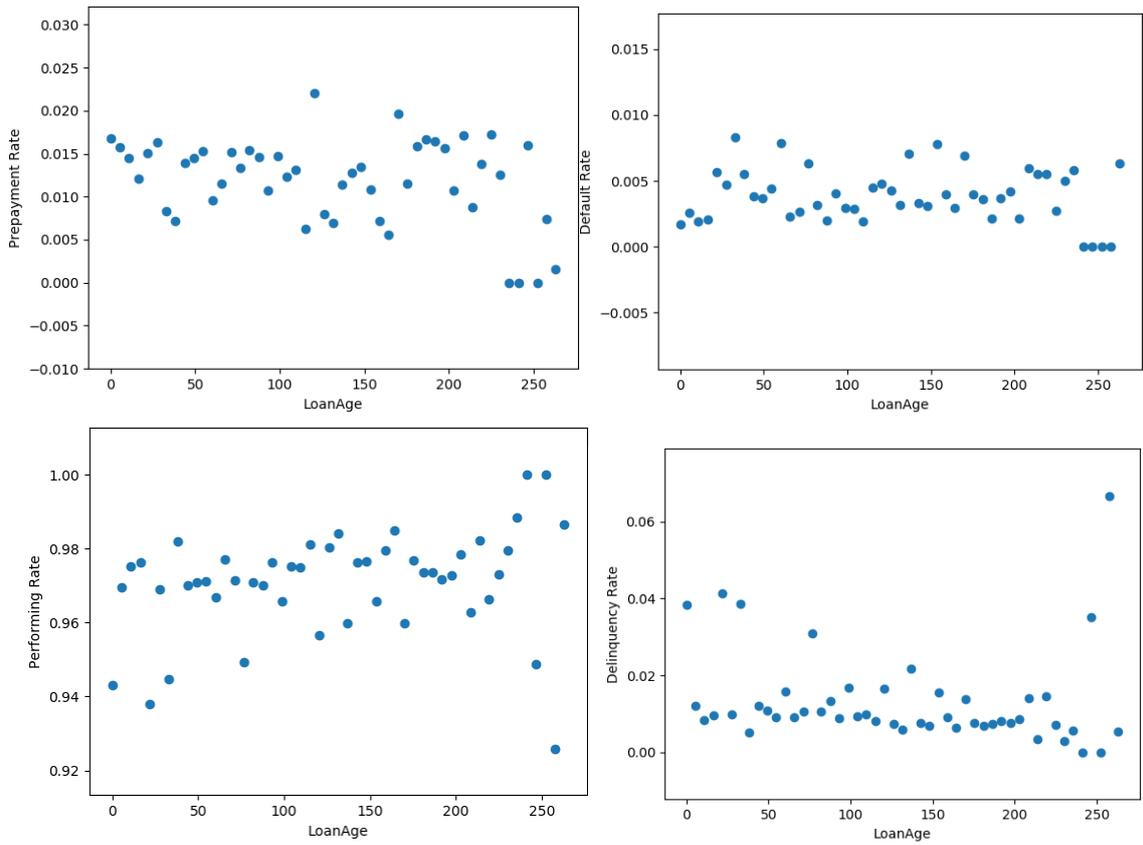 0.030
0.025
0.020
0.015
0.010
0.005
0.000
−0.005
−0.010
Prepayment Rate
0 50 100 150 200 250
LoanAge
0.015
0.010
0.005
0.000
−0.005
Default Rate
0 50 100 150 200 250
LoanAge
1.00
0.98
0.96
0.94
0.92
Performing Rate
0 50 100 150 200 250
LoanAge
0.06
0.04
0.02
0.00
Delinquency Rate
0 50 100 150 200 250
LoanAge